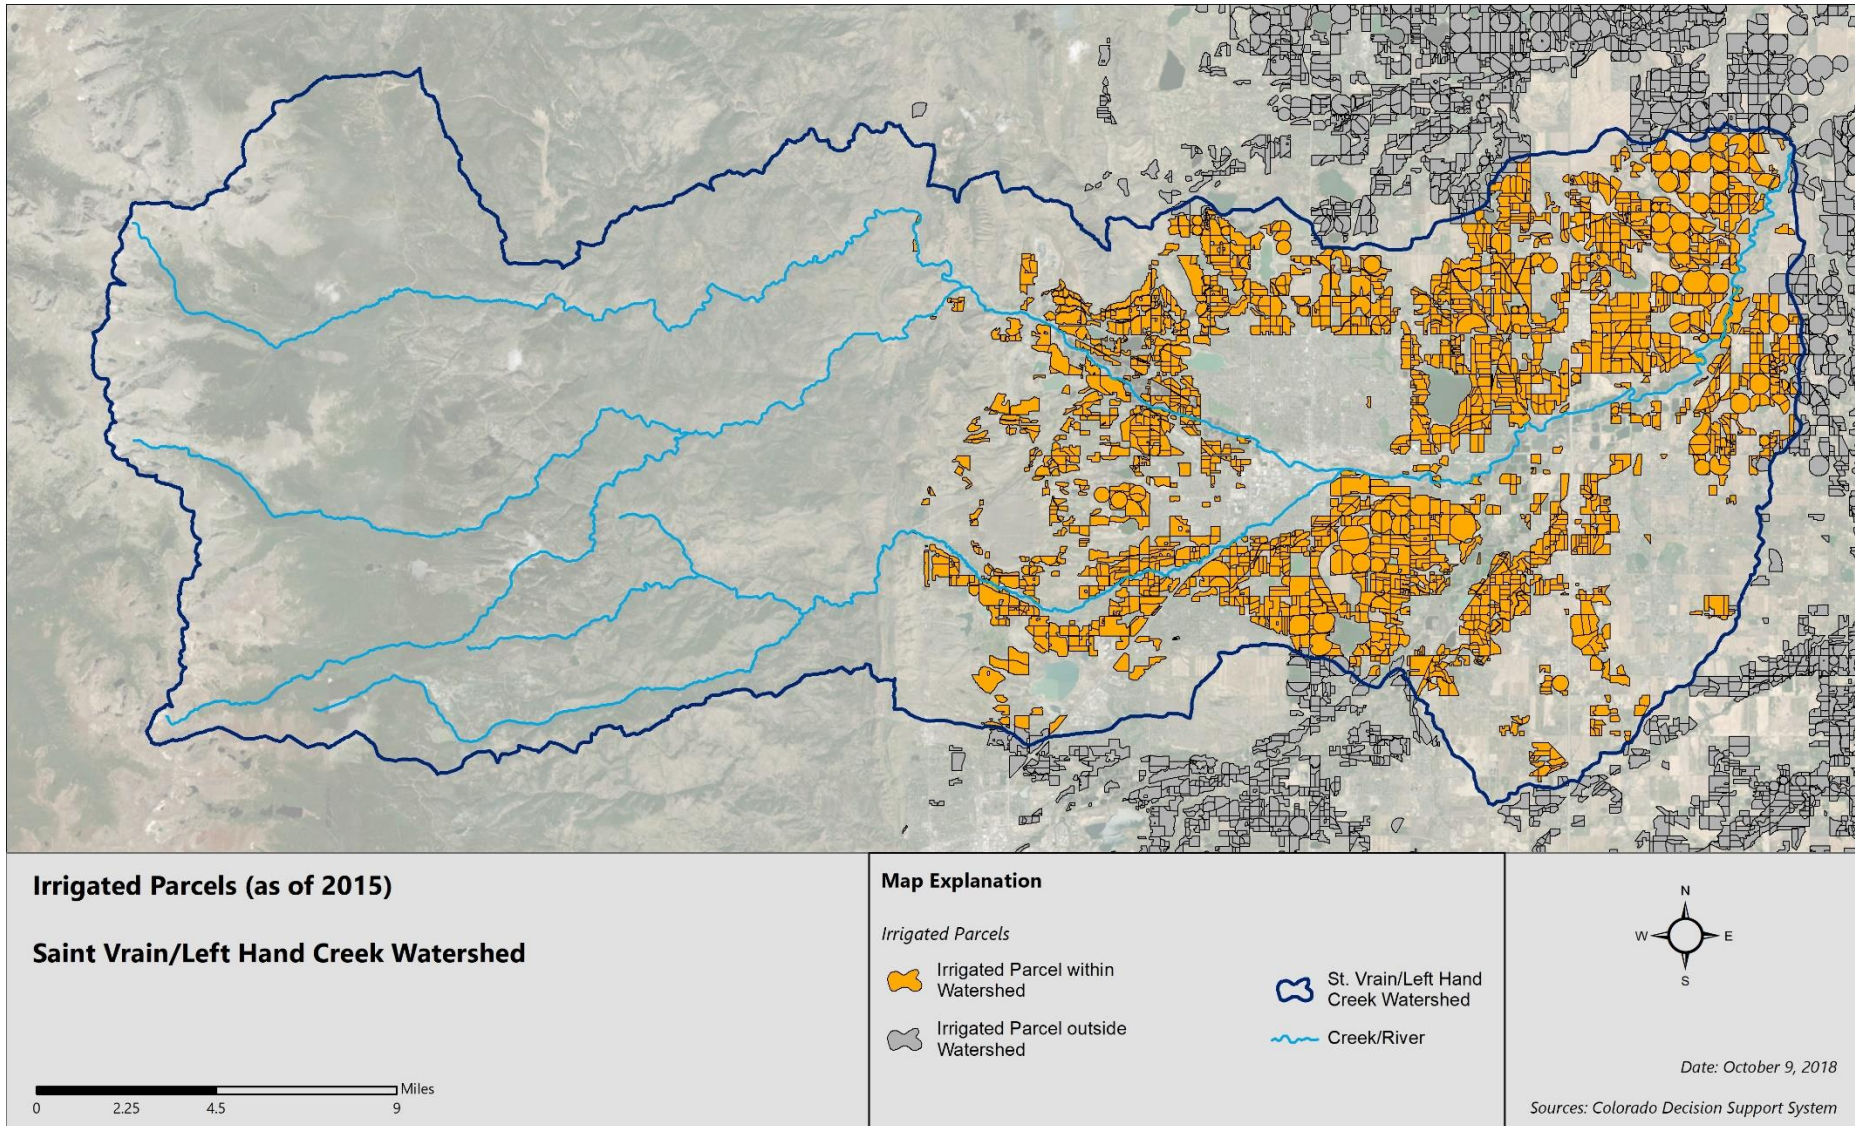 Irrigated Parcels (as of 2015)
Saint Vrain/Left Hand Creek Watershed
0 2.25 4.5 9 Miles
Map Explanation
Irrigated Parcels
Irrigated Parcel within
Watershed
Irrigated Parcel outside
Watershed
St. Vrain/Left Hand
Creek Watershed
Creek/River
N
W E
S
Date: October 9, 2018
Sources: Colorado Decision Support System